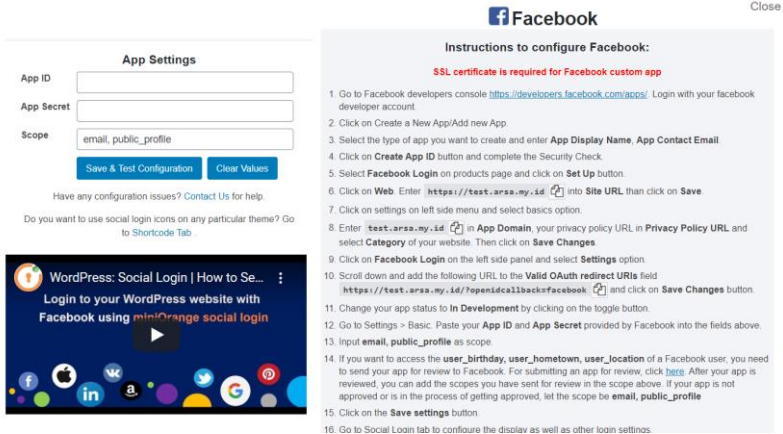 Close
Facebook
App Settings
App ID
App Secret
Scope
email, public_profile
Save & Test Configuration
Clear Values
Have any configuration issues? Contact Us for help.
Do you want to use social login icons on any particular theme? Go
to Shortcode Tab .
WordPress: Social Login | How to Se...
Login to your WordPress website with
Facebook using miniOrange social login
Instructions to configure Facebook:
SSL certificate is required for Facebook custom app
1. Go to Facebook developers console https://developers.facebook.com/apps/. Login with your facebook
developer account.
2. Click on Create a New App/Add new App.
3. Select the type of app you want to create and enter App Display Name, App Contact Email.
4. Click on Create App ID button and complete the Security Check.
5. Select Facebook Login on products page and click on Set Up button.
6. Click on Web. Enter https://test.arsa.my.id into Site URL than click on Save.
7. Click on settings on left side menu and select basics option.
8. Enter test.arsa.my.id in App Domain, your privacy policy URL in Privacy Policy URL and
select Category of your website. Then click on Save Changes.
9. Click on Facebook Login on the left side panel and select Settings option.
10. Scroll down and add the following URL to the Valid OAuth redirect URIs field
https://test.arsa.my.id/?openidcallback=facebook and click on Save Changes button.
11. Change your app status to In Development by clicking on the toggle button.
12. Go to Settings > Basic. Paste your App ID and App Secret provided by Facebook into the fields above.
13. Input email, public_profile as scope.
14. If you want to access the user_birthday, user_hometown, user_location of a Facebook user, you need
to send your app for review to Facebook. For submitting an app for review, click here. After your app is
reviewed, you can add the scopes you have sent for review in the scope above. If your app is not
approved or is in the process of getting approved, let the scope be email, public_profile
15. Click on the Save settings button.
16. Go to Social Login tab to configure the display as well as other login settings.